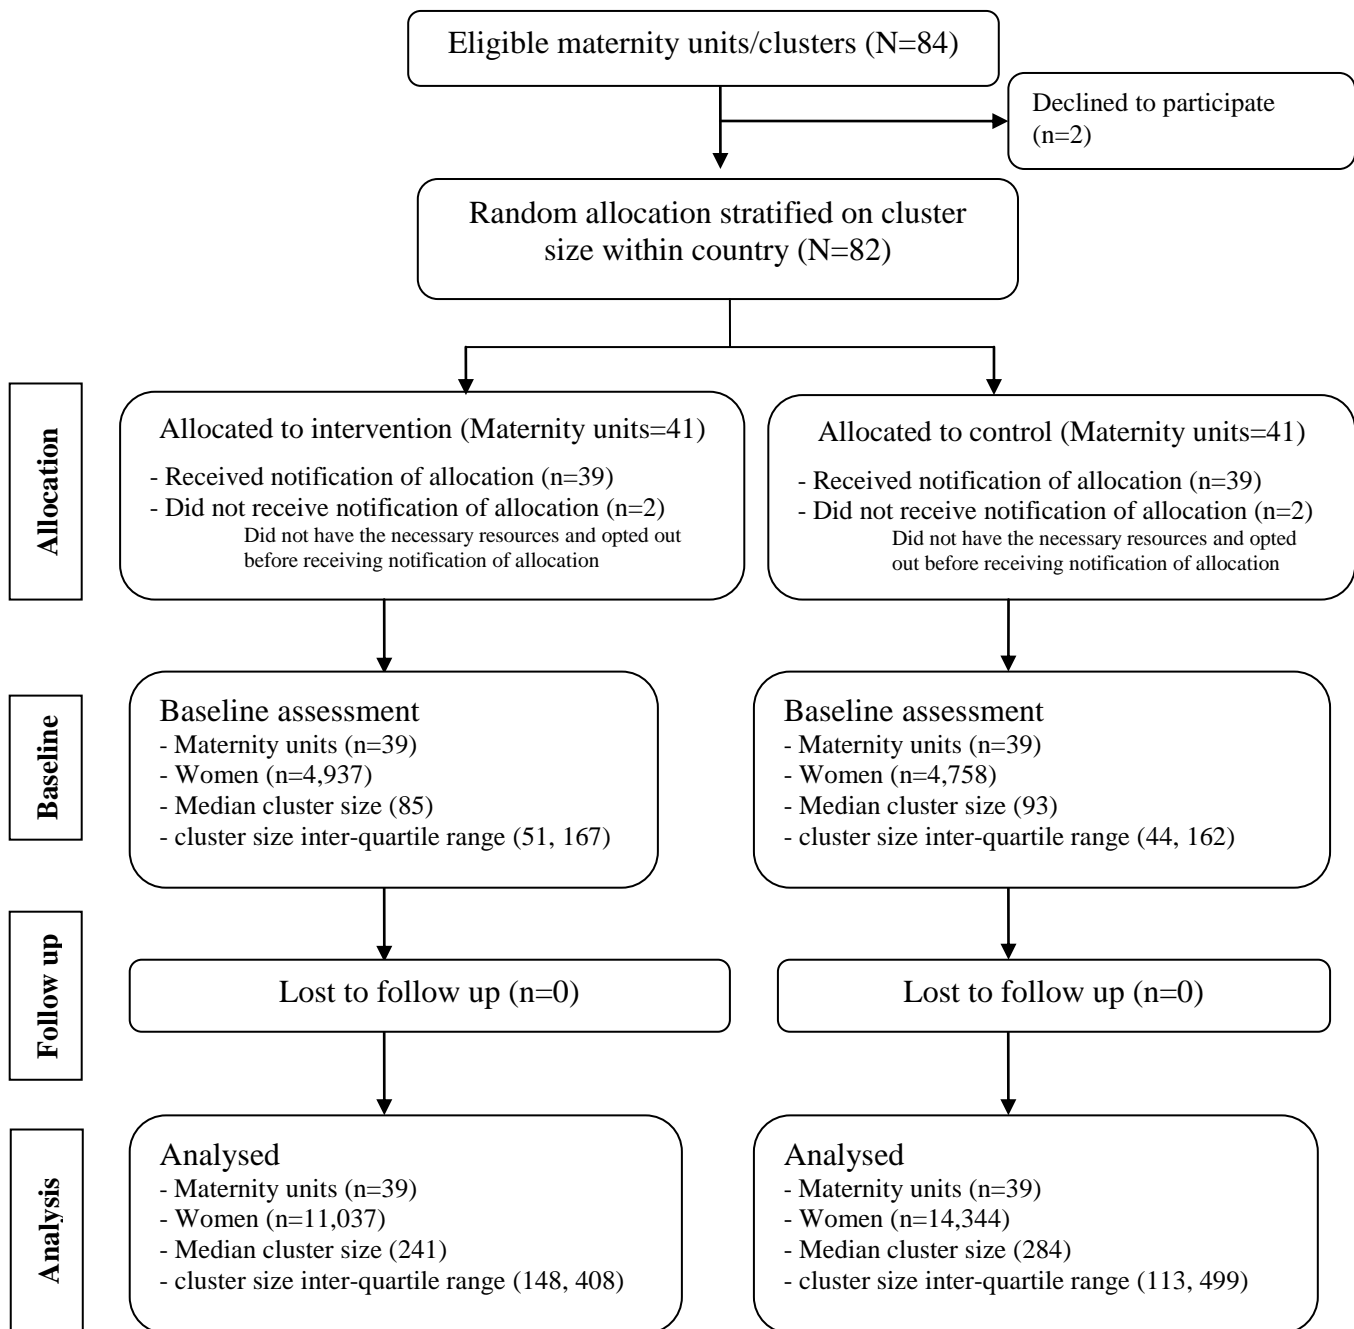 Eligible maternity units/clusters (N=84)
Declined to participate
(n=2)
Random allocation stratified on cluster
size within country (N=82)
Allocation
Allocated to intervention (Maternity units=41)
- Received notification of allocation (n=39)
- Did not receive notification of allocation (n=2)
Did not have the necessary resources and opted out
before receiving notification of allocation
Allocated to control (Maternity units=41)
- Received notification of allocation (n=39)
- Did not receive notification of allocation (n=2)
Did not have the necessary resources and opted
out before receiving notification of allocation
Baseline
Baseline assessment
- Maternity units (n=39)
- Women (n=4,937)
- Median cluster size (85)
- cluster size inter-quartile range (51, 167)
Baseline assessment
- Maternity units (n=39)
- Women (n=4,758)
- Median cluster size (93)
- cluster size inter-quartile range (44, 162)
Follow up
Lost to follow up (n=0)
Lost to follow up (n=0)
Analysis
Analysed
- Maternity units (n=39)
- Women (n=11,037)
- Median cluster size (241)
- cluster size inter-quartile range (148, 408)
Analysed
- Maternity units (n=39)
- Women (n=14,344)
- Median cluster size (284)
- cluster size inter-quartile range (113, 499)